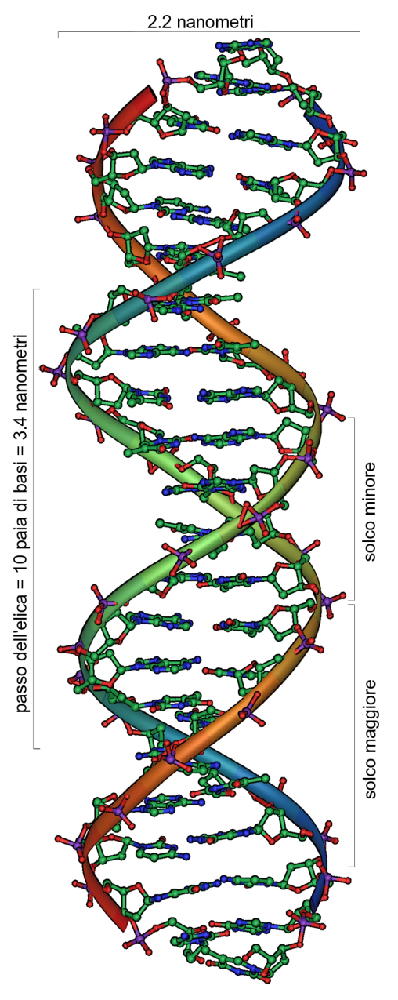 2.2 nanometri
passo dell'elica = 10 paia di basi = 3.4 nanometri
solco minore
solco maggiore